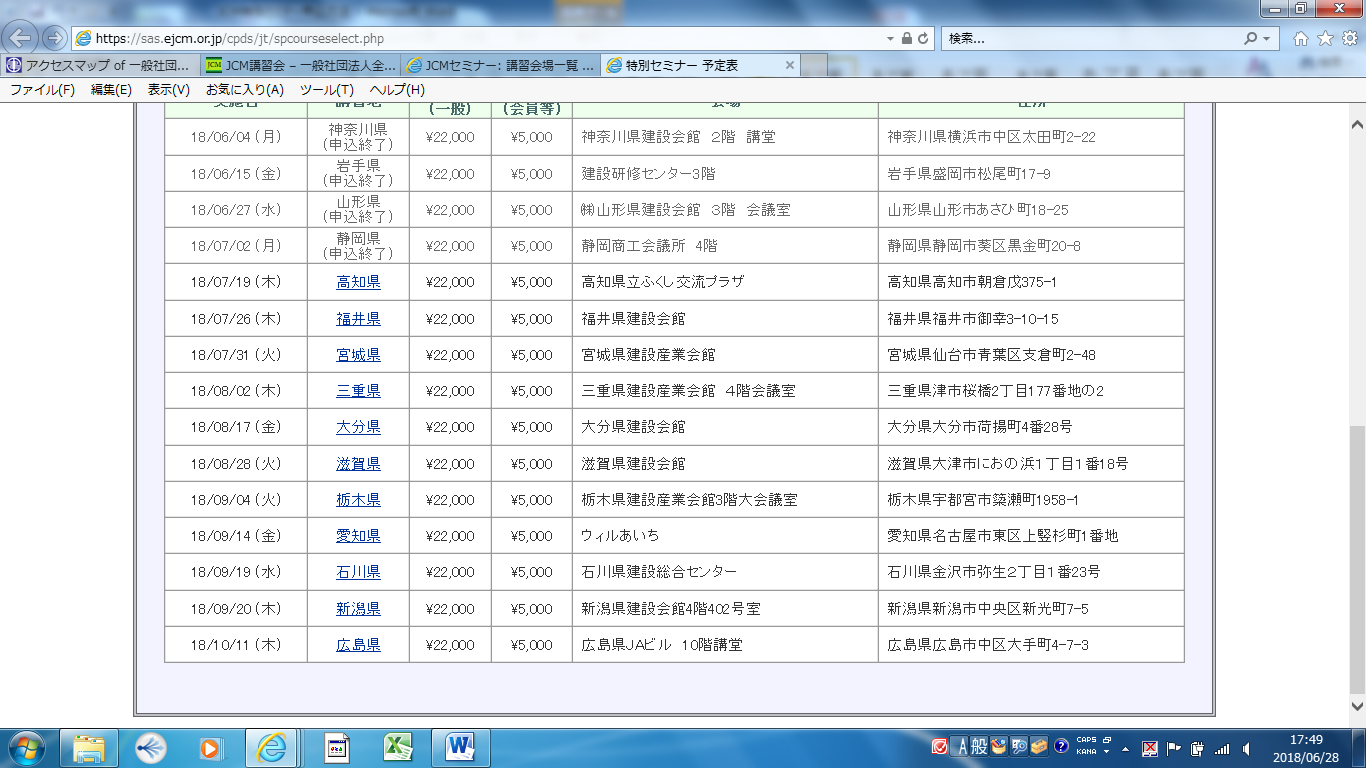 https://sas.ejcm.or.jp/cpds/jt/spcourseselect.php
検索...
アクセスマップ of 一般社団...
JCM講習会 – 一般社団法人全...
JCMセミナー: 講習会場一覧 ...
特別セミナー 予定表
ファイル(F) 編集(E) 表示(V) お気に入り(A) ツール(T) ヘルプ(H)
(一般) (会員等)
18/06/04（月） 神奈川県 (申込終了) ¥22,000 ¥5,000 神奈川県建設会館 2階 講堂 神奈川県横浜市中区太田町2-22
18/06/15（金） 岩手県 (申込終了) ¥22,000 ¥5,000 建設研修センター3階 岩手県盛岡市松尾町17-9
18/06/27（水） 山形県 (申込終了) ¥22,000 ¥5,000 ㈱山形県建設会館 3階 会議室 山形県山形市あさひ町18-25
18/07/02（月） 静岡県 (申込終了) ¥22,000 ¥5,000 静岡商工会議所 4階 静岡県静岡市葵区黒金町20-8
18/07/19（木） 高知県 ¥22,000 ¥5,000 高知県立ふくし交流プラザ 高知県高知市朝倉戊375-1
18/07/26（木） 福井県 ¥22,000 ¥5,000 福井県建設会館 福井県福井市御幸3-10-15
18/07/31（火） 宮城県 ¥22,000 ¥5,000 宮城県建設産業会館 宮城県仙台市青葉区支倉町2-48
18/08/02（木） 三重県 ¥22,000 ¥5,000 三重県建設産業会館 4階会議室 三重県津市桜橋2丁目177番地の2
18/08/17（金） 大分県 ¥22,000 ¥5,000 大分県建設会館 大分県大分市荷揚町4番28号
18/08/28（火） 滋賀県 ¥22,000 ¥5,000 滋賀県建設会館 滋賀県大津市におの浜1丁目1番18号
18/09/04（火） 栃木県 ¥22,000 ¥5,000 栃木県建設産業会館3階大会議室 栃木県宇都宮市簗瀬町1958-1
18/09/14（金） 愛知県 ¥22,000 ¥5,000 ウィルあいち 愛知県名古屋市東区上竪杉町1番地
18/09/19（水） 石川県 ¥22,000 ¥5,000 石川県建設総合センター 石川県金沢市弥生2丁目1番23号
18/09/20（木） 新潟県 ¥22,000 ¥5,000 新潟県建設会館4階402号室 新潟県新潟市中央区新光町7-5
18/10/11（木） 広島県 ¥22,000 ¥5,000 広島県JAビル 10階講堂 広島県広島市中区大手町4-7-3
A 般 CAPS KANA
17:49
2018/06/28